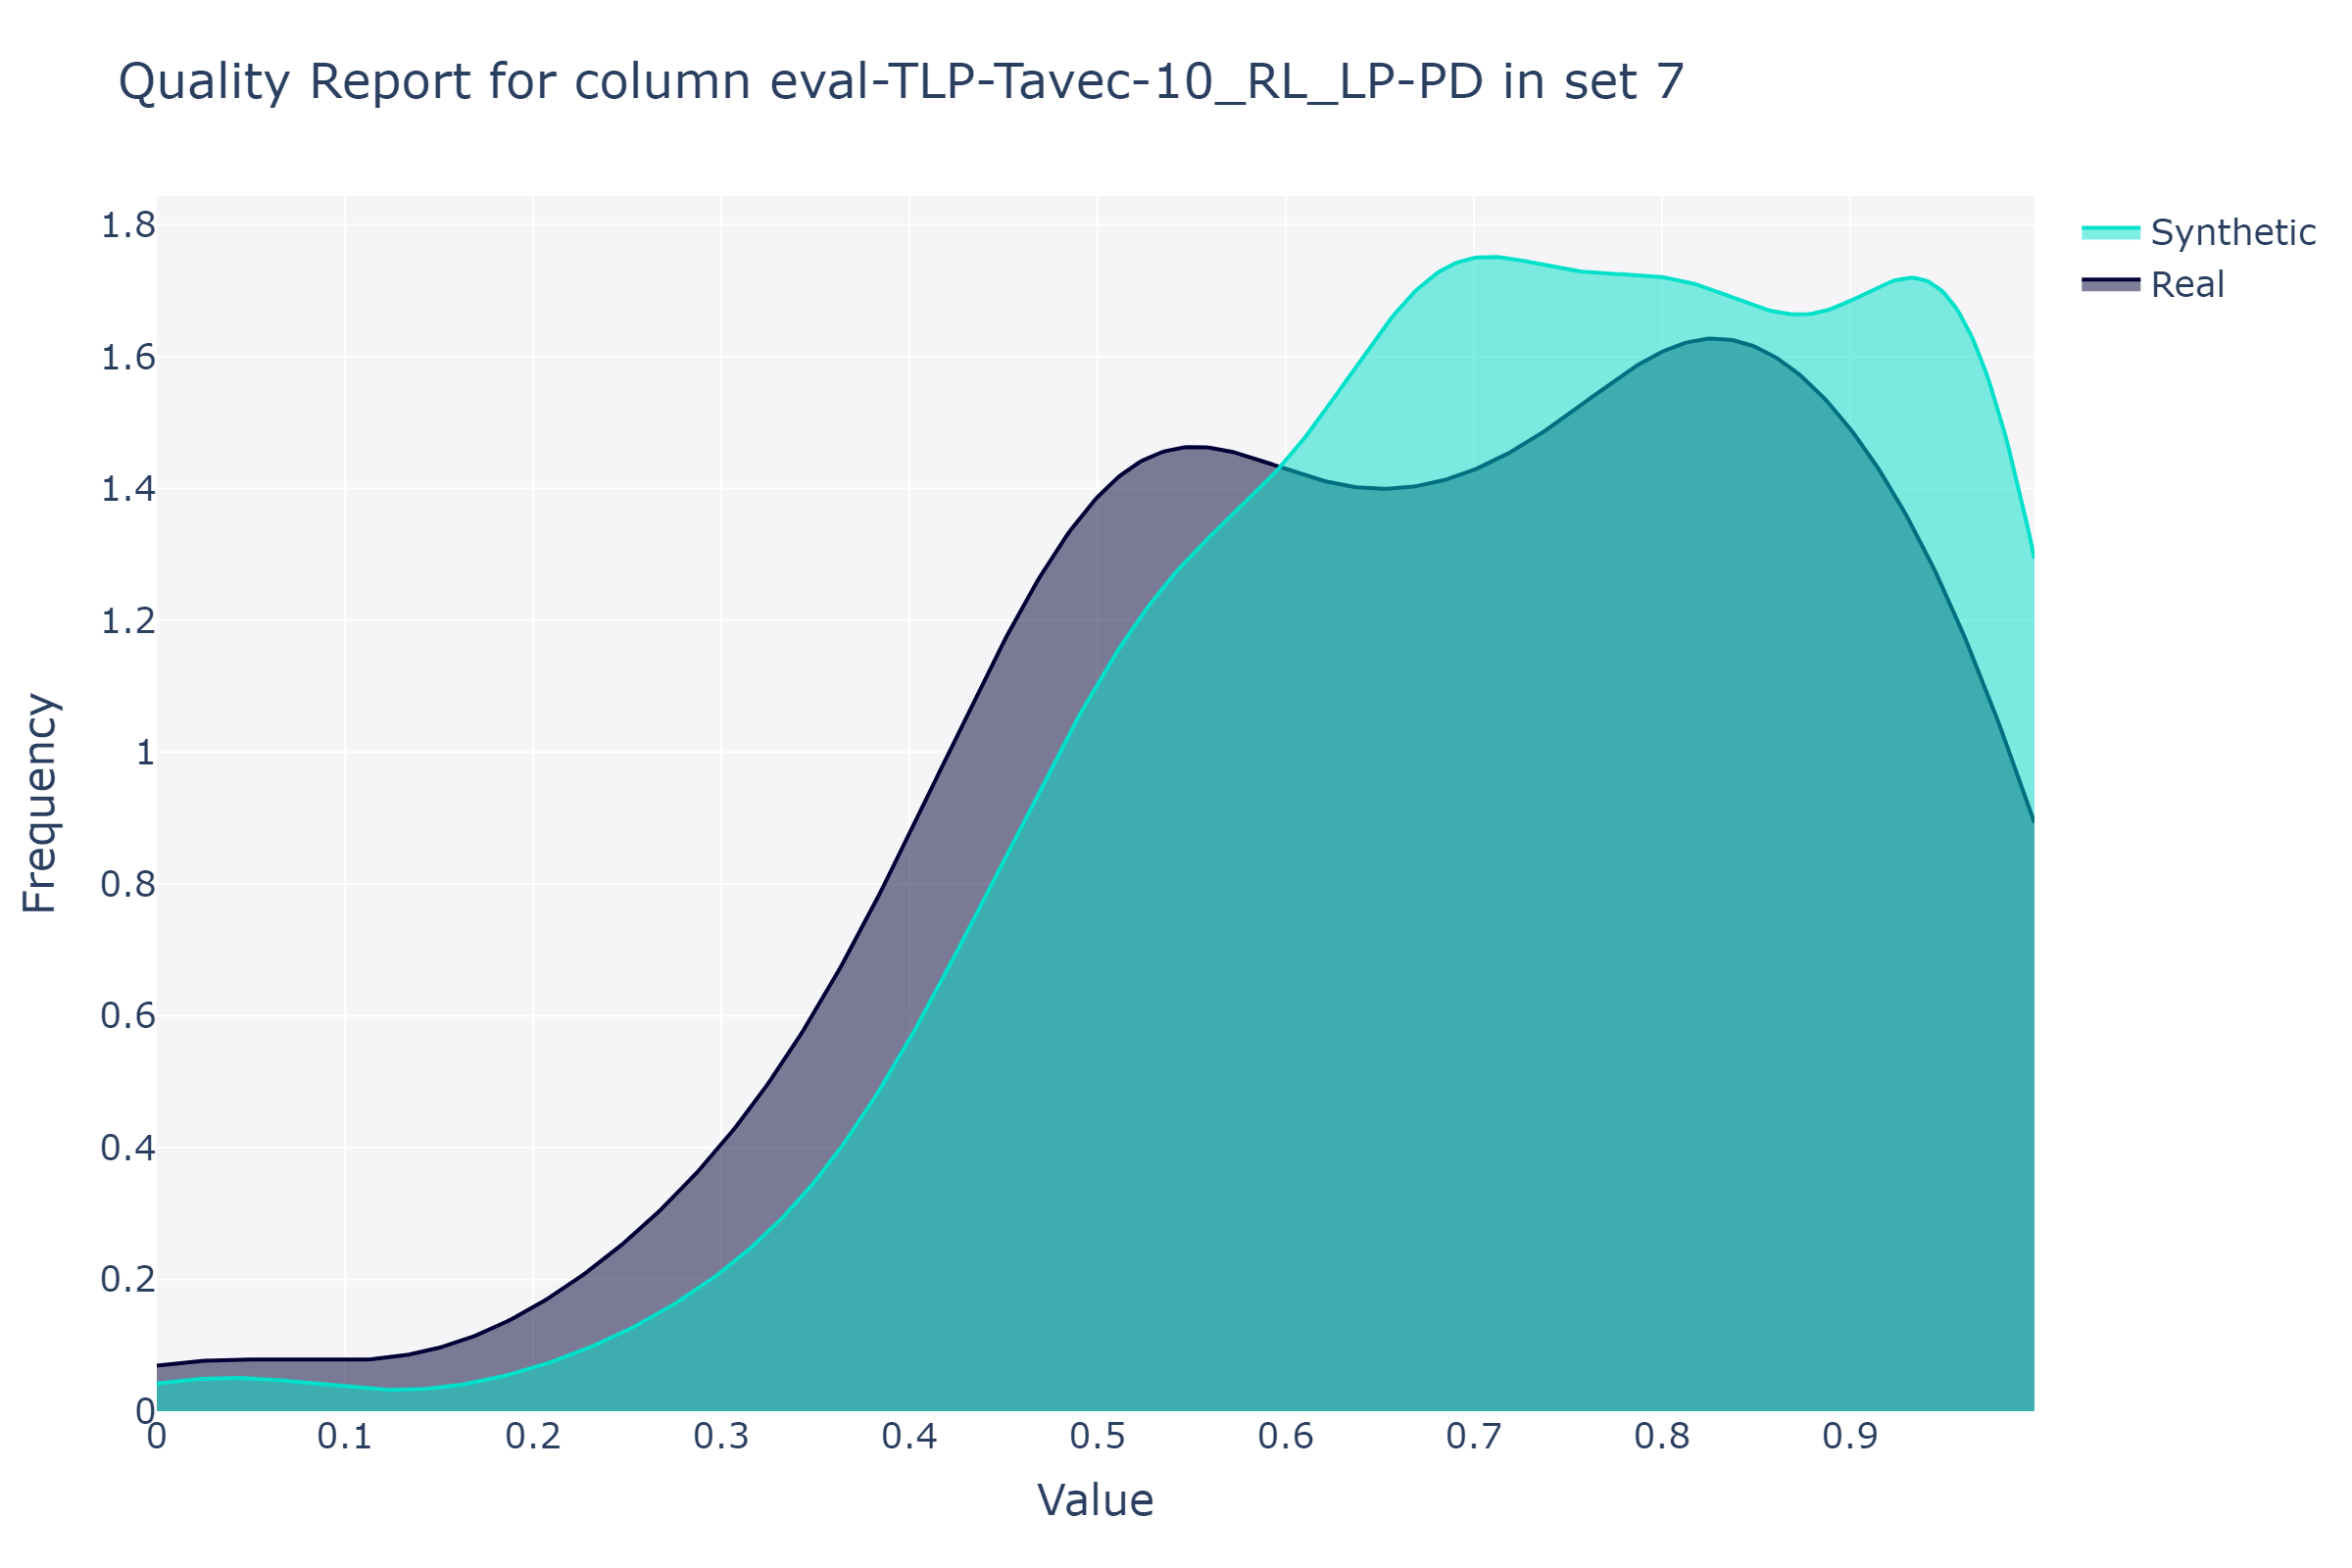 Quality Report for column eval-TLP-Tavec-10_RL_LP-PD in set 7
Synthetic
Real
1.8
1.6
1.4
1.2
1
0.8
0.6
0.4
0.2
0
Frequency
0 0.1 0.2 0.3 0.4 0.5 0.6 0.7 0.8 0.9
Value